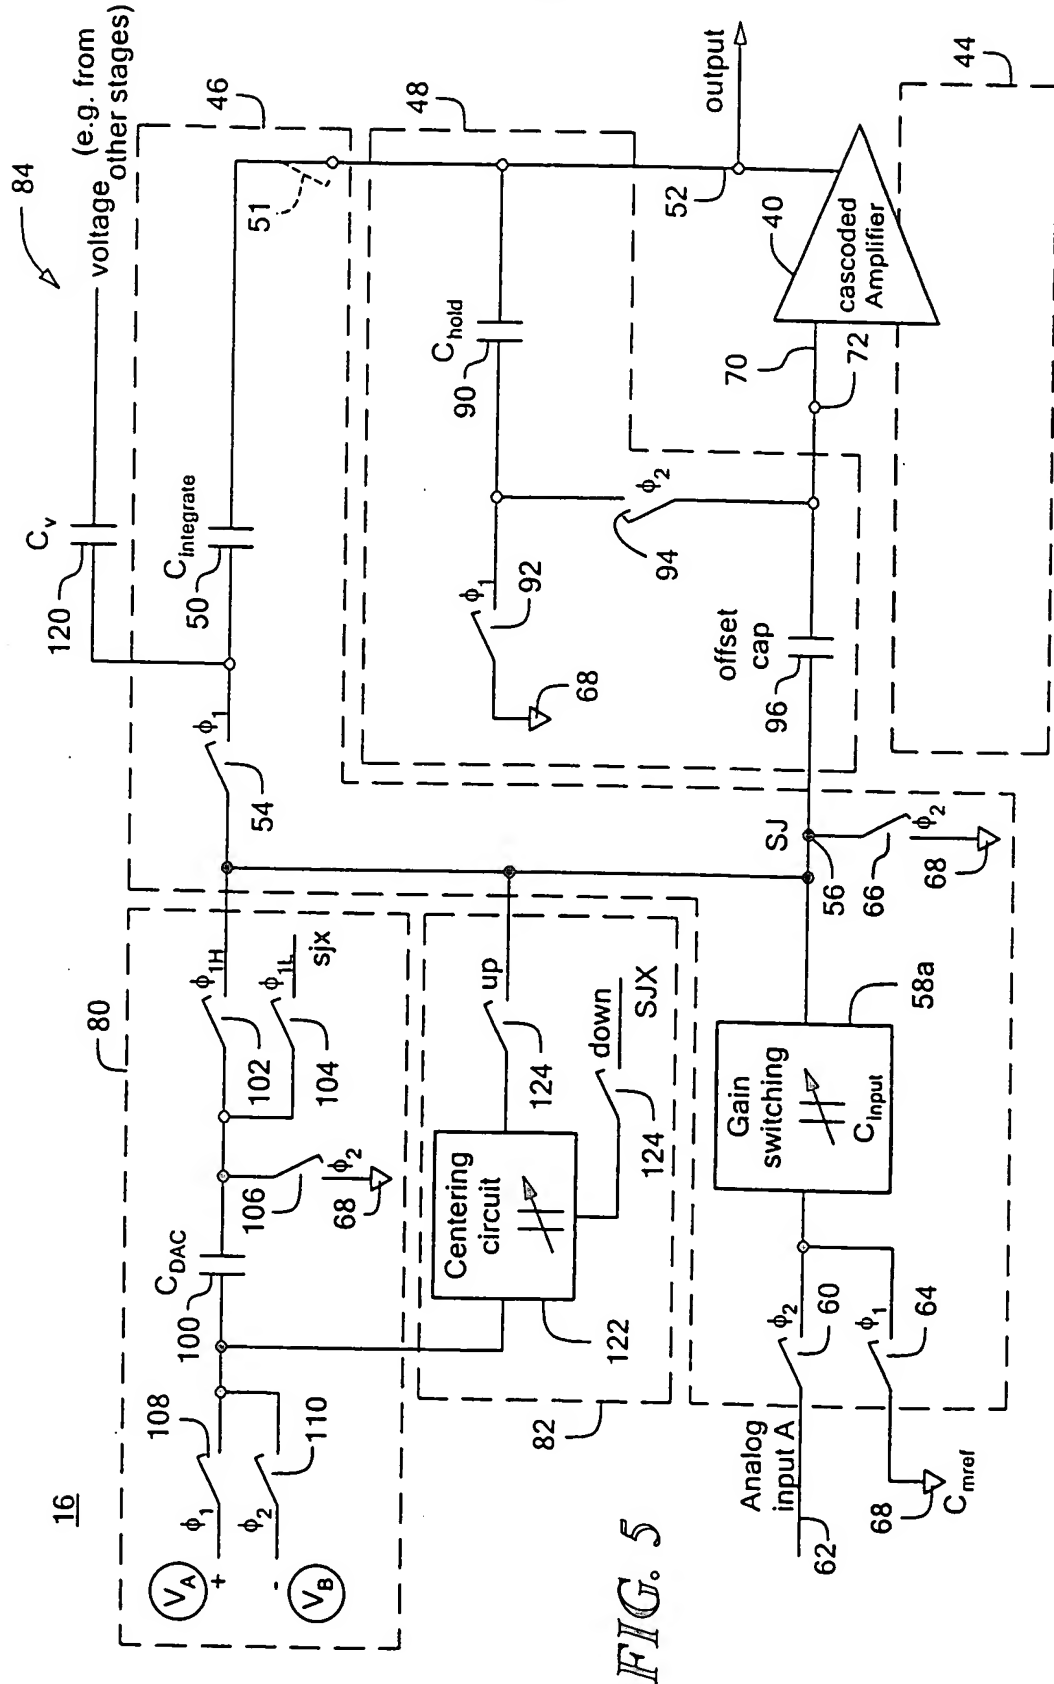 16
80
84
voltage (e.g. from
other stages)
120
C_v
46
50
C_integrate
51
54
ϕ1
V_A
+
ϕ1
108
-
V_B
ϕ2
110
100
C_DAC
106
ϕ2
68
102
ϕ1H
104
ϕ1L
sjx
48
90
C_hold
92
ϕ1
68
94
ϕ2
52
output
82
122
Centering
circuit
124
up
124
down
SJX
offset
cap
96
70
72
40
cascoded
Amplifier
44
SJ
56
66
ϕ2
68
58a
Gain
switching
C_Input
Analog
input A
62
60
ϕ2
64
ϕ1
68
C_mref
FIG. 5